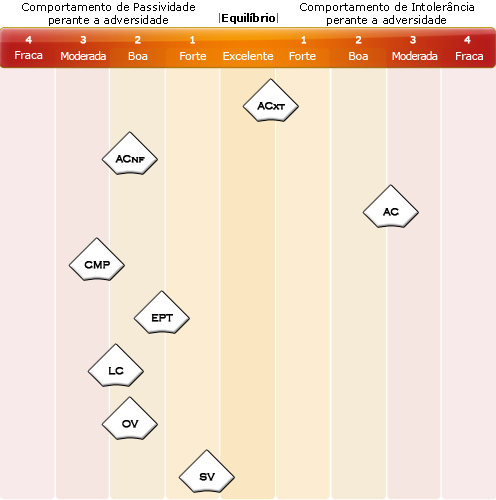 Comportamento de Passividade
perante a adversidade
|Equilíbrio|
Comportamento de Intolerância
perante a adversidade
4 3 2 1 1 2 3 4
Fraca Moderada Boa Forte Excelente Forte Boa Moderada Fraca
ACXT
ACNF
AC
CMP
EPT
LC
OV
SV